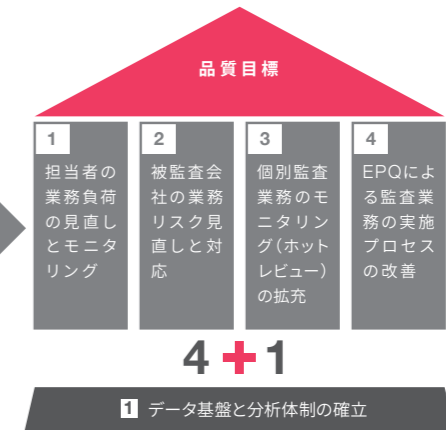 品質目標
1
担当者の
業務負荷
の見直し
とモニタ
リング
2
被監査会
社の業務
リスク見
直しと対
応
3
個別監査
業務のモ
ニタリン
グ(ホット
レビュー)
の拡充
4
EPQによ
る監査業
務の実施
プロセス
の改善
4+1
1 データ基盤と分析体制の確立